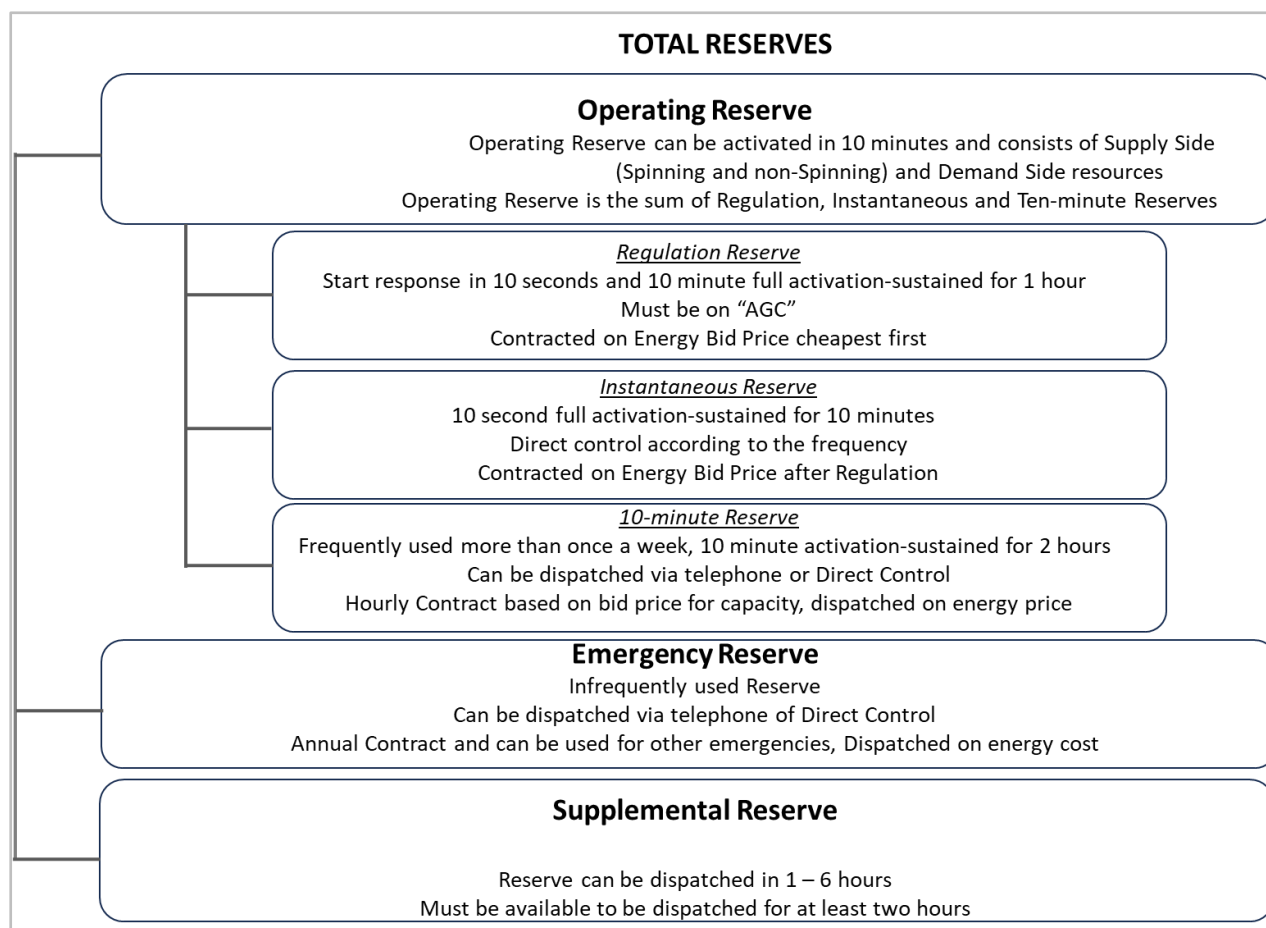 TOTAL RESERVES
Operating Reserve
Operating Reserve can be activated in 10 minutes and consists of Supply Side
(Spinning and non-Spinning) and Demand Side resources
Operating Reserve is the sum of Regulation, Instantaneous and Ten-minute Reserves
Regulation Reserve
Start response in 10 seconds and 10 minute full activation-sustained for 1 hour
Must be on “AGC”
Contracted on Energy Bid Price cheapest first
Instantaneous Reserve
10 second full activation-sustained for 10 minutes
Direct control according to the frequency
Contracted on Energy Bid Price after Regulation
10-minute Reserve
Frequently used more than once a week, 10 minute activation-sustained for 2 hours
Can be dispatched via telephone or Direct Control
Hourly Contract based on bid price for capacity, dispatched on energy price
Emergency Reserve
Infrequently used Reserve
Can be dispatched via telephone of Direct Control
Annual Contract and can be used for other emergencies, Dispatched on energy cost
Supplemental Reserve
Reserve can be dispatched in 1 – 6 hours
Must be available to be dispatched for at least two hours